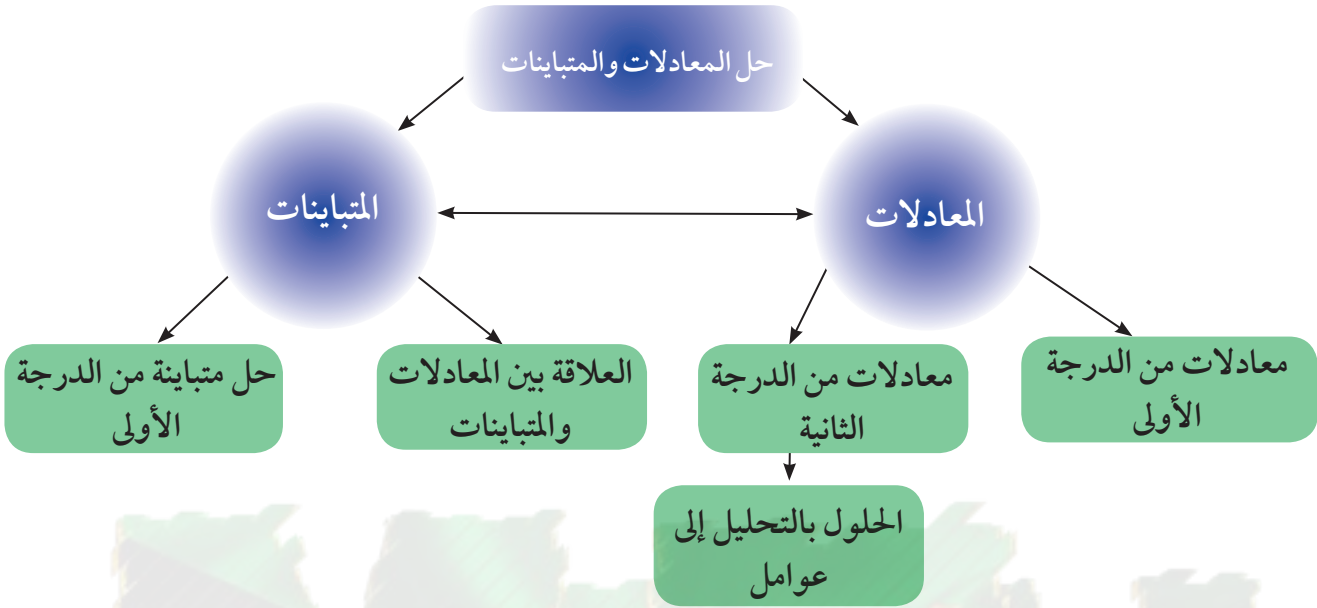 حل المعادلات والمتباينات
المعادلات
المتباينات
معادلات من الدرجة
الأولى
معادلات من الدرجة
الثانية
العلاقة بين المعادلات
والمتباينات
حل متباينة من الدرجة
الأولى
الحلول بالتحليل إلى
عوامل